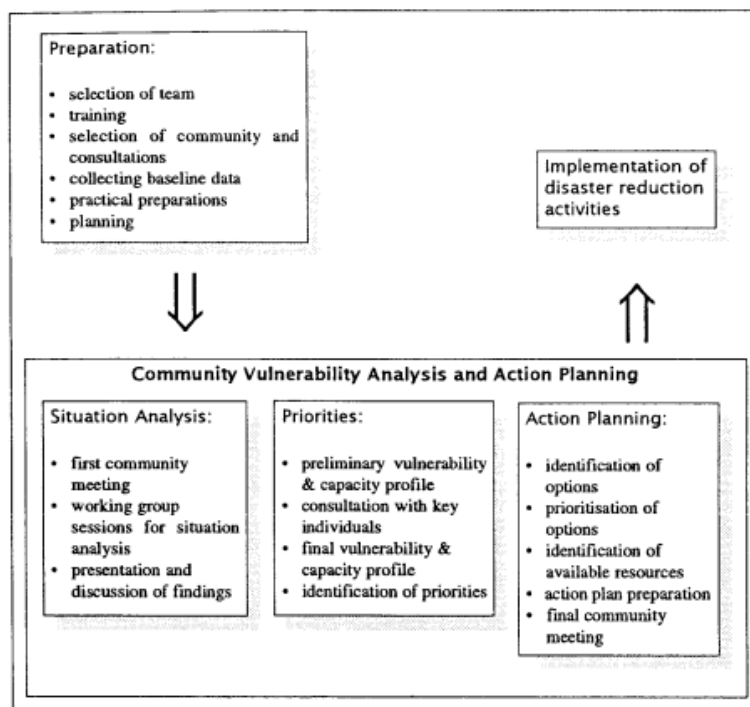 Preparation:
• selection of team
• training
• selection of community and
consultations
• collecting baseline data
• practical preparations
• planning
Implementation of
disaster reduction
activities
Community Vulnerability Analysis and Action Planning
Situation Analysis:
• first community
meeting
• working group
sessions for situation
analysis
• presentation and
discussion of findings
Priorities:
• preliminary vulnerability
& capacity profile
• consultation with key
individuals
• final vulnerability &
capacity profile
• identification of priorities
Action Planning:
• identification of
options
• prioritisation of
options
• identification of
available resources
• action plan preparation
• final community
meeting